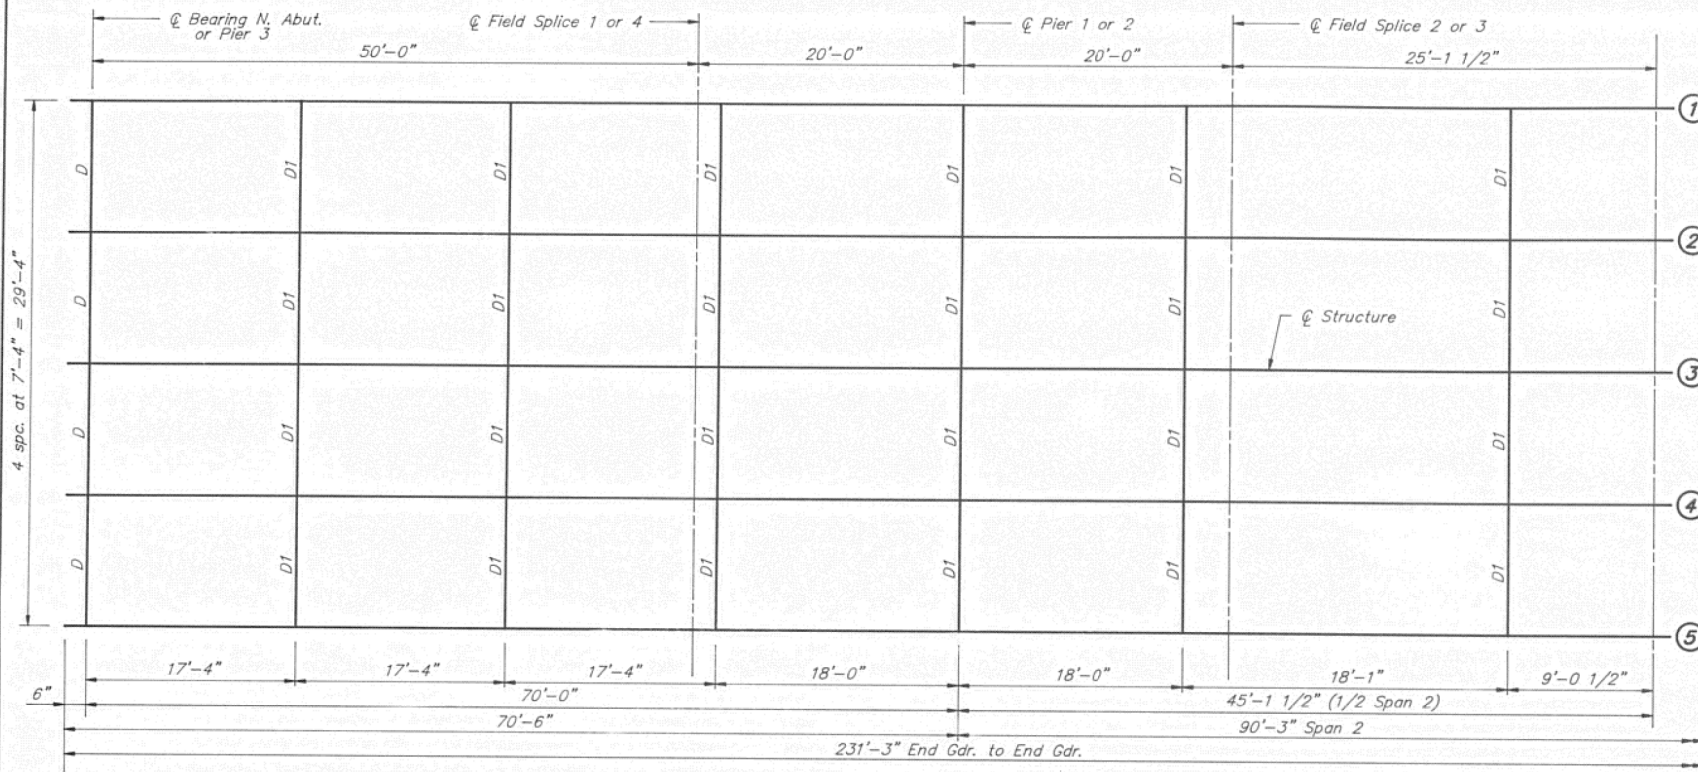 ℄ Bearing N. Abut.
or Pier 3
℄ Field Splice 1 or 4
℄ Pier 1 or 2
℄ Field Splice 2 or 3
50'-0"
20'-0"
20'-0"
25'-1 1/2"
1
D
D1
D1
D1
D1
D1
D1
2
D
D1
D1
D1
D1
D1
D1
℄ Structure
4 spc. at 7'-4" = 29'-4"
3
D
D1
D1
D1
D1
D1
D1
4
D
D1
D1
D1
D1
D1
D1
5
17'-4"
17'-4"
17'-4"
18'-0"
18'-0"
18'-1"
9'-0 1/2"
6"
70'-0"
45'-1 1/2" (1/2 Span 2)
70'-6"
90'-3" Span 2
231'-3" End Gdr. to End Gdr.